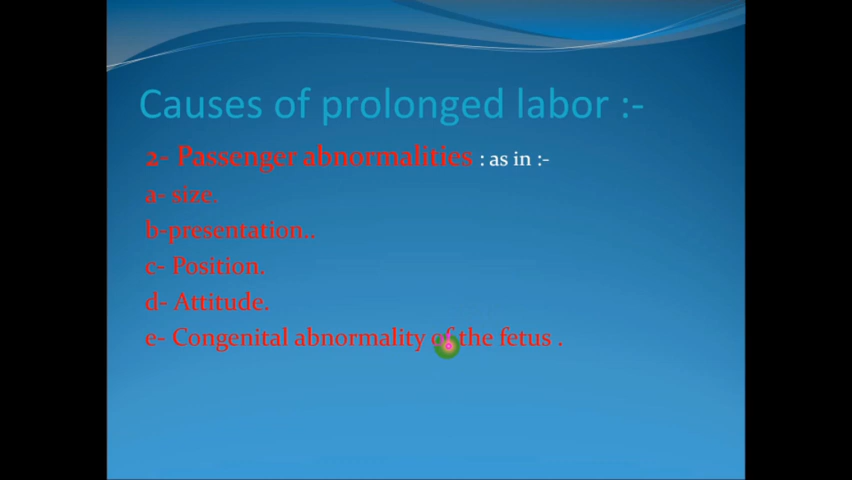 Causes of prolonged labor :-
2- Passenger abnormalities : as in :-
a- size.
b-presentation..
c- Position.
d- Attitude.
e- Congenital abnormality of the fetus .